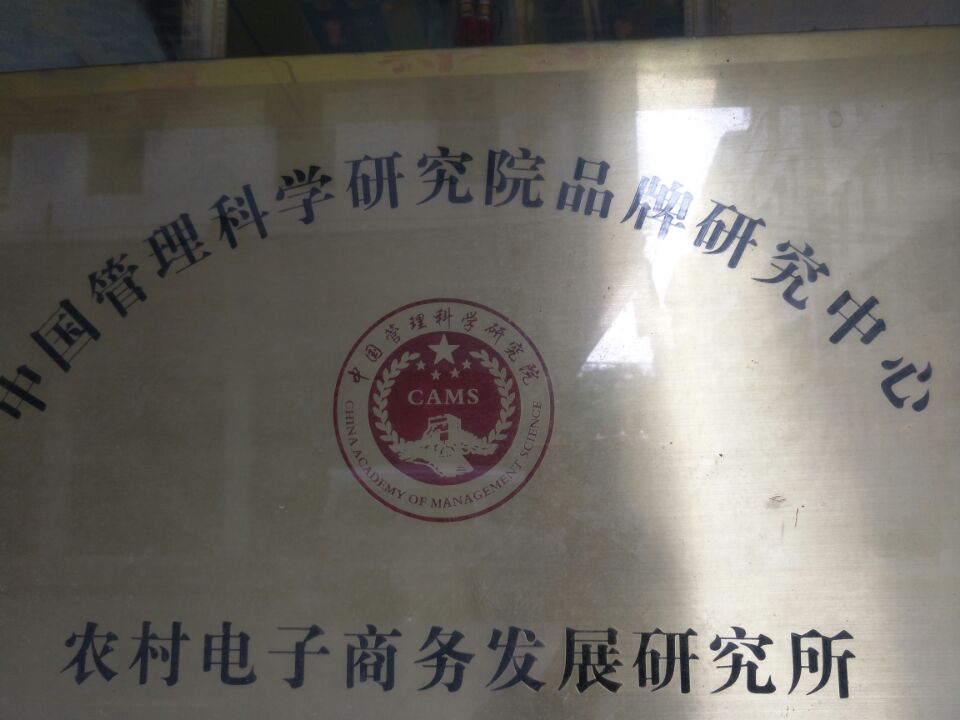 中国管理科学研究院品牌研究中心
中国管理科学研究院
CAMS
CHINA ACADEMY OF MANAGEMENT SCIENCE
农村电子商务发展研究所